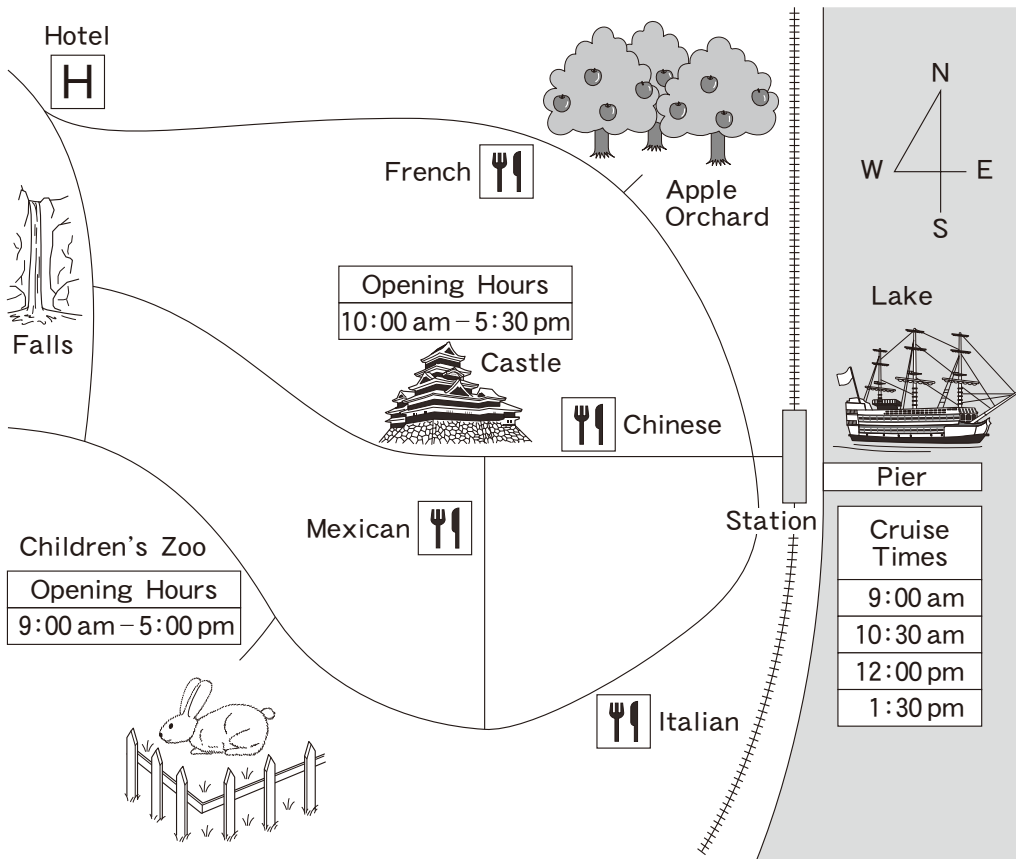 Hotel
H
French
Apple
Orchard
N
W
E
S
Opening Hours
10:00 am – 5:30 pm
Castle
Lake
Falls
Chinese
Pier
Mexican
Station
Cruise
Times
9:00 am
10:30 am
12:00 pm
1:30 pm
Children's Zoo
Opening Hours
9:00 am – 5:00 pm
Italian